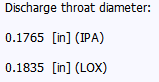 Discharge throat diameter:
0.1765 [in] (IPA)
0.1835 [in] (LOX)